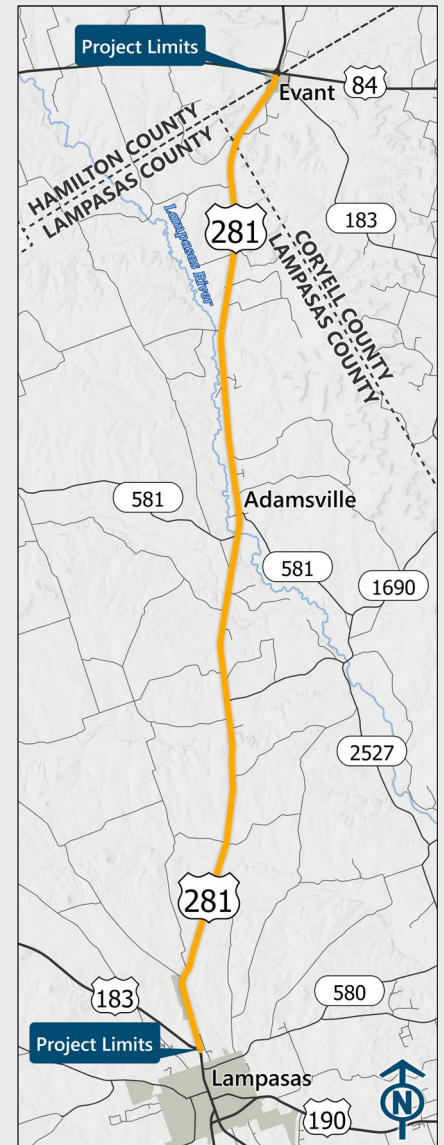 Project Limits
84
Evant
HAMILTON COUNTY
LAMPASAS COUNTY
183
281
Lampasas River
CORYELL COUNTY
LAMPASAS COUNTY
581
Adamsville
581
1690
2527
281
183
580
Project Limits
Lampasas
190
N